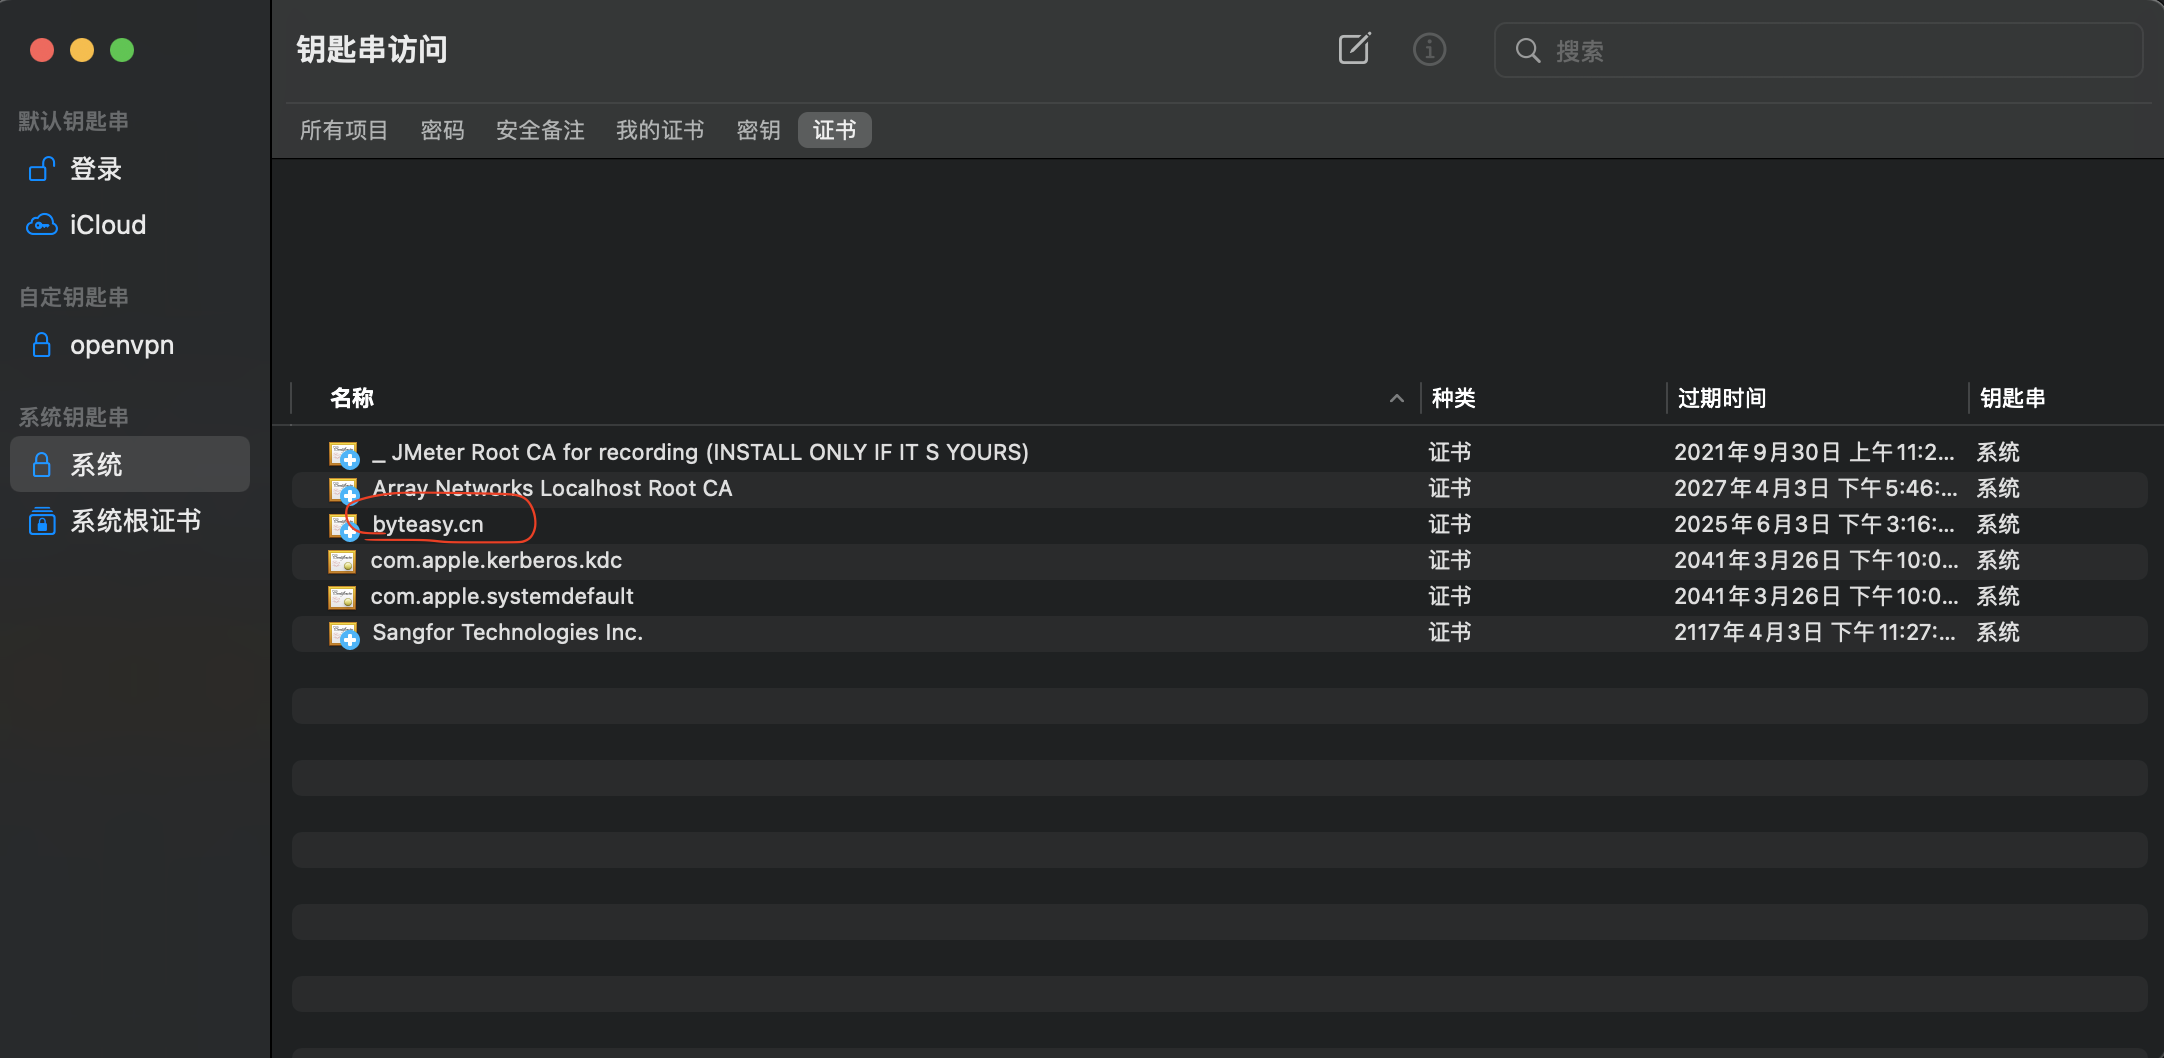 钥匙串访问
搜索
默认钥匙串
登录
iCloud
自定钥匙串
openvpn
系统钥匙串
系统
系统根证书
所有项目 密码 安全备注 我的证书 密钥 证书
名称 种类 过期时间 钥匙串
_ JMeter Root CA for recording (INSTALL ONLY IF IT S YOURS) 证书 2021年9月30日 上午11:2... 系统
Array Networks Localhost Root CA 证书 2027年4月3日 下午5:46:... 系统
byteasy.cn 证书 2025年6月3日 下午3:16:... 系统
com.apple.kerberos.kdc 证书 2041年3月26日 下午10:0... 系统
com.apple.systemdefault 证书 2041年3月26日 下午10:0... 系统
Sangfor Technologies Inc. 证书 2117年4月3日 下午11:27:... 系统